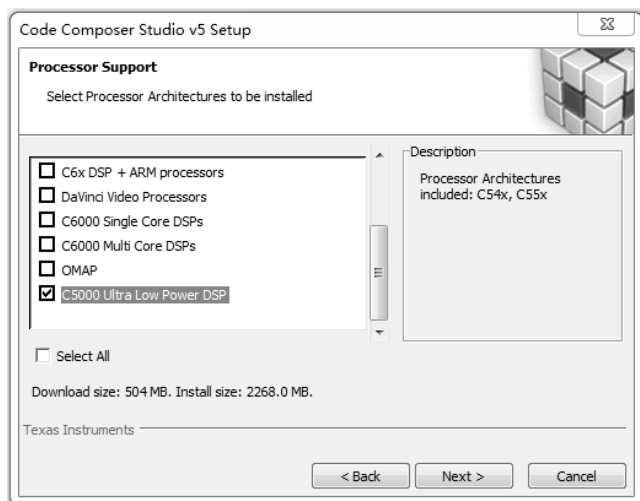 Code Composer Studio v5 Setup
Processor Support
Select Processor Architectures to be installed
C6x DSP + ARM processors
DaVinci Video Processors
C6000 Single Core DSPs
C6000 Multi Core DSPs
OMAP
C5000 Ultra Low Power DSP
Description
Processor Architectures
included: C54x, C55x
Select All
Download size: 504 MB. Install size: 2268.0 MB.
Texas Instruments
< Back
Next >
Cancel